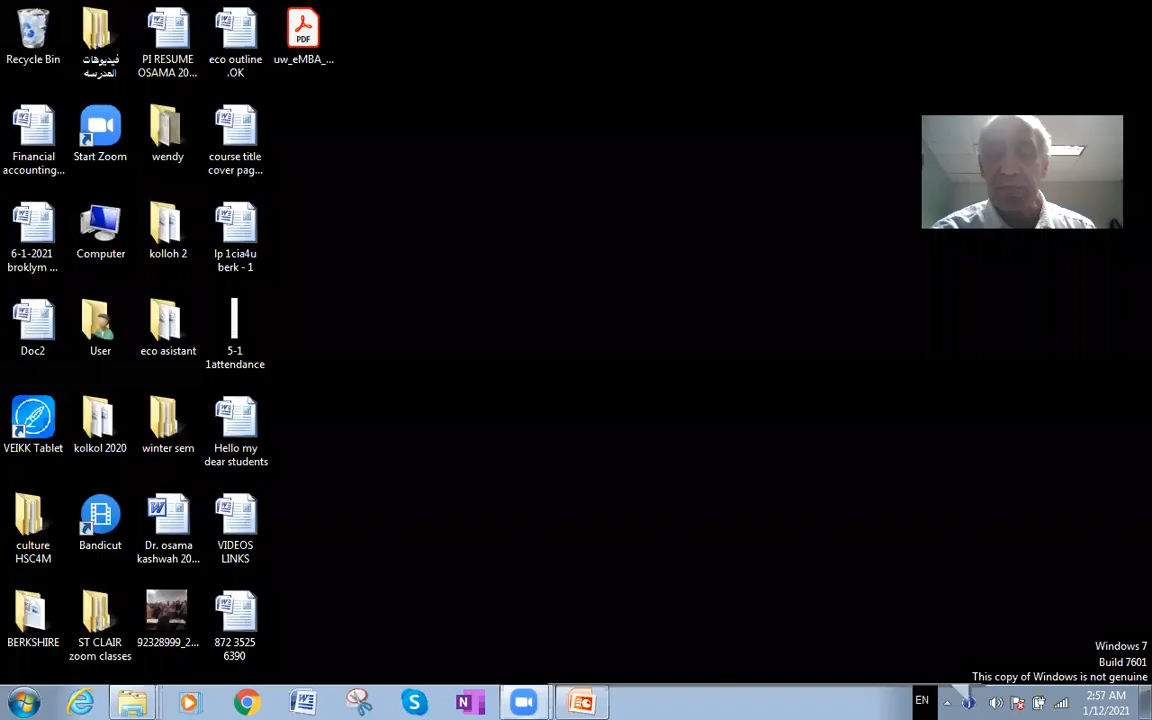 Recycle Bin
فيديوهات
المدرسه
PI RESUME
OSAMA 20...
eco outline
.OK
PDF
uw_eMBA_...
Financial
accounting...
Start Zoom
wendy
course title
cover pag...
6-1-2021
broklym ...
Computer
kolloh 2
lp 1cia4u
berk - 1
Doc2
User
eco asistant
5-1
1attendance
VEIKK Tablet
kolkol 2020
winter sem
Hello my
dear students
culture
HSC4M
Bandicut
Dr. osama
kashwah 20...
VIDEOS
LINKS
BERKSHIRE
ST CLAIR
zoom classes
92328999_2...
872 3525
6390
Windows 7
Build 7601
This copy of Windows is not genuine
EN
2:57 AM
1/12/2021